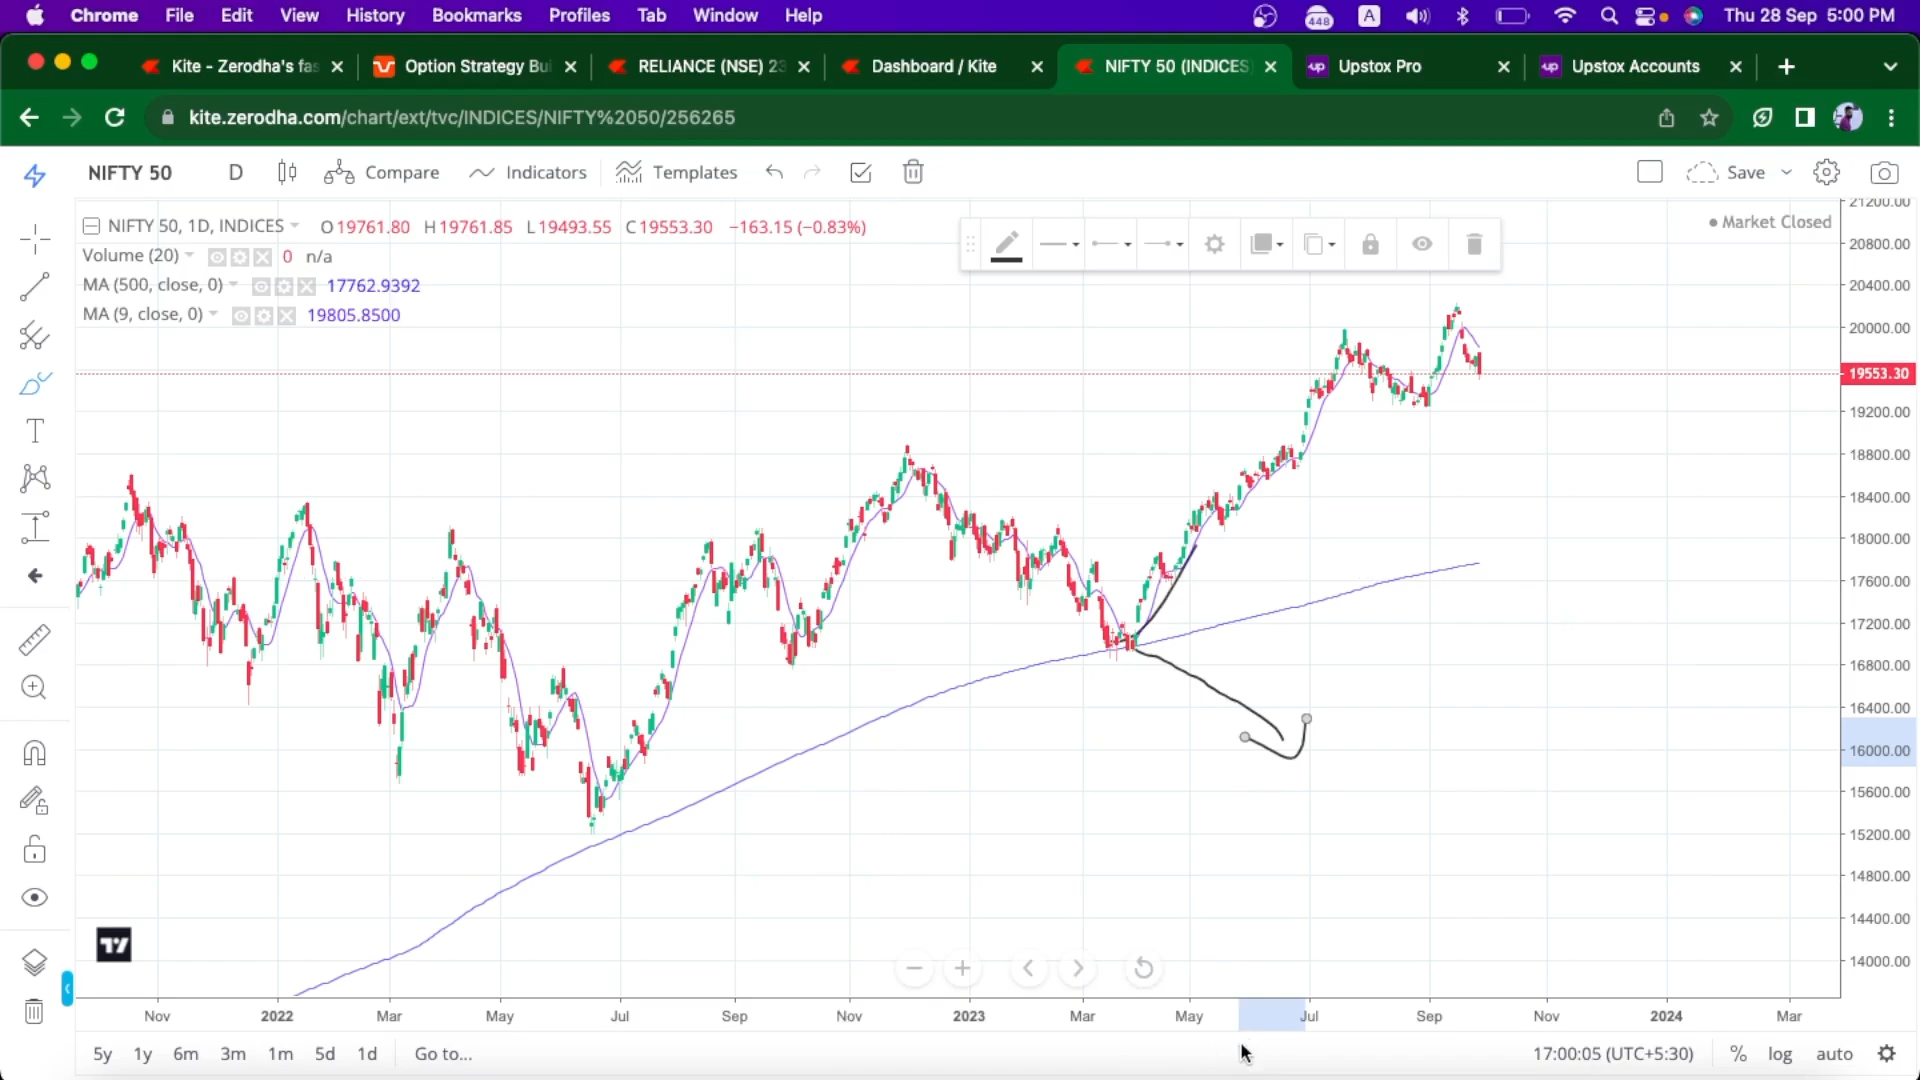 Chrome File Edit View History Bookmarks Profiles Tab Window Help 448 A Thu 28 Sep 5:00 PM
Kite - Zerodha's fas Option Strategy Bui RELIANCE (NSE) 23 Dashboard / Kite NIFTY 50 (INDICES) up Upstox Pro up Upstox Accounts
kite.zerodha.com/chart/ext/tvc/INDICES/NIFTY%2050/256265
NIFTY 50 D Compare Indicators Templates Save
NIFTY 50, 1D, INDICES O19761.80 H19761.85 L19493.55 C19553.30 −163.15 (−0.83%)
Market Closed
Volume (20) 0 n/a
MA (500, close, 0) 17762.9392
MA (9, close, 0) 19805.8500
21200.00
20800.00
20400.00
20000.00
19553.30
19200.00
18800.00
18400.00
18000.00
17600.00
17200.00
16800.00
16400.00
16000.00
15600.00
15200.00
14800.00
14400.00
14000.00
T
Nov 2022 Mar May Jul Sep Nov 2023 Mar May Jul Sep Nov 2024 Mar
5y 1y 6m 3m 1m 5d 1d Go to... 17:00:05 (UTC+5:30) % log auto